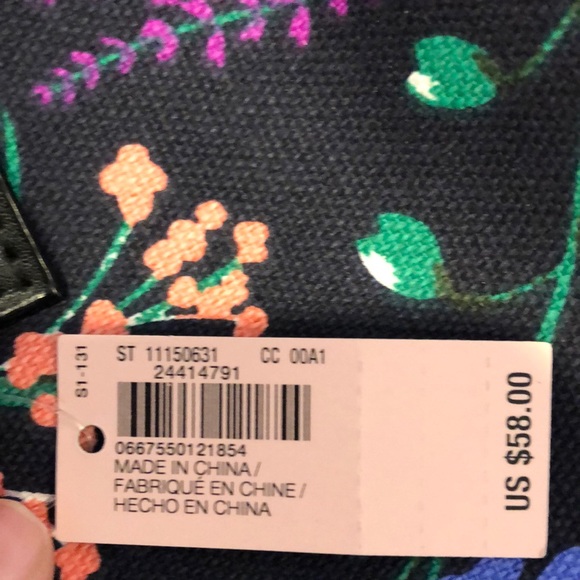 S1-131
ST 11150631 CC 00A1
24414791
0667550121854
MADE IN CHINA /
FABRIQUÉ EN CHINE /
HECHO EN CHINA
US $58.00